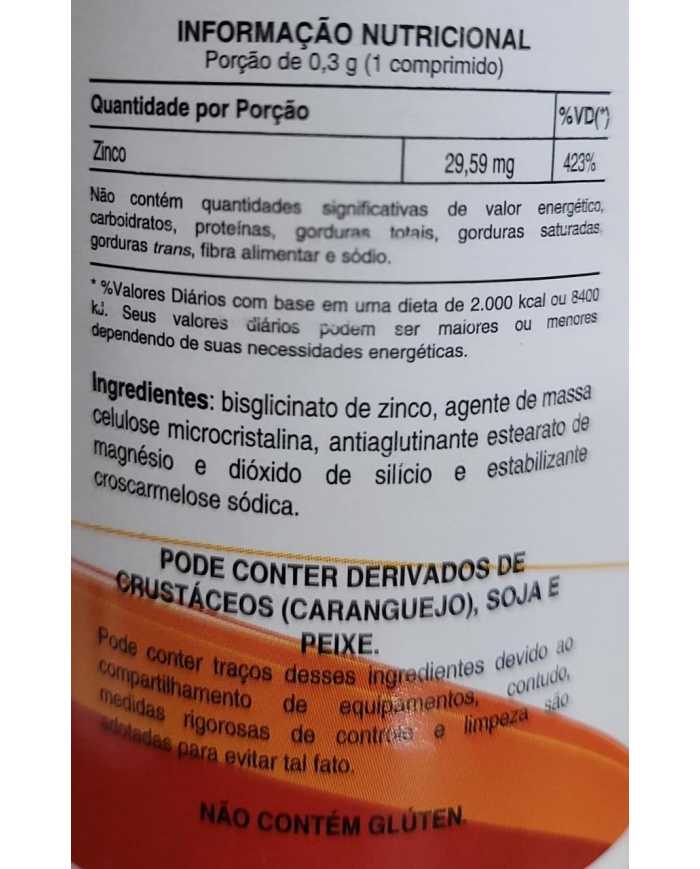 INFORMAÇÃO NUTRICIONAL
Porção de 0,3 g (1 comprimido)
Quantidade por Porção %VD(*)
Zinco 29,59 mg 423%
Não contém quantidades significativas de valor energético,
carboidratos, proteínas, gorduras totais, gorduras saturadas,
gorduras trans, fibra alimentar e sódio.
* %Valores Diários com base em uma dieta de 2.000 kcal ou 8400
kJ. Seus valores diários podem ser maiores ou menores
dependendo de suas necessidades energéticas.
Ingredientes: bisglicinato de zinco, agente de massa
celulose microcristalina, antiaglutinante estearato de
magnésio e dióxido de silício e estabilizante
croscarmelose sódica.
PODE CONTER DERIVADOS DE
CRUSTÁCEOS (CARANGUEJO), SOJA E
PEIXE.
Pode conter traços desses ingredientes devido ao
compartilhamento de equipamentos, contudo,
medidas rigorosas de controle e limpeza são
adotadas para evitar tal fato.
NÃO CONTÉM GLÚTEN.